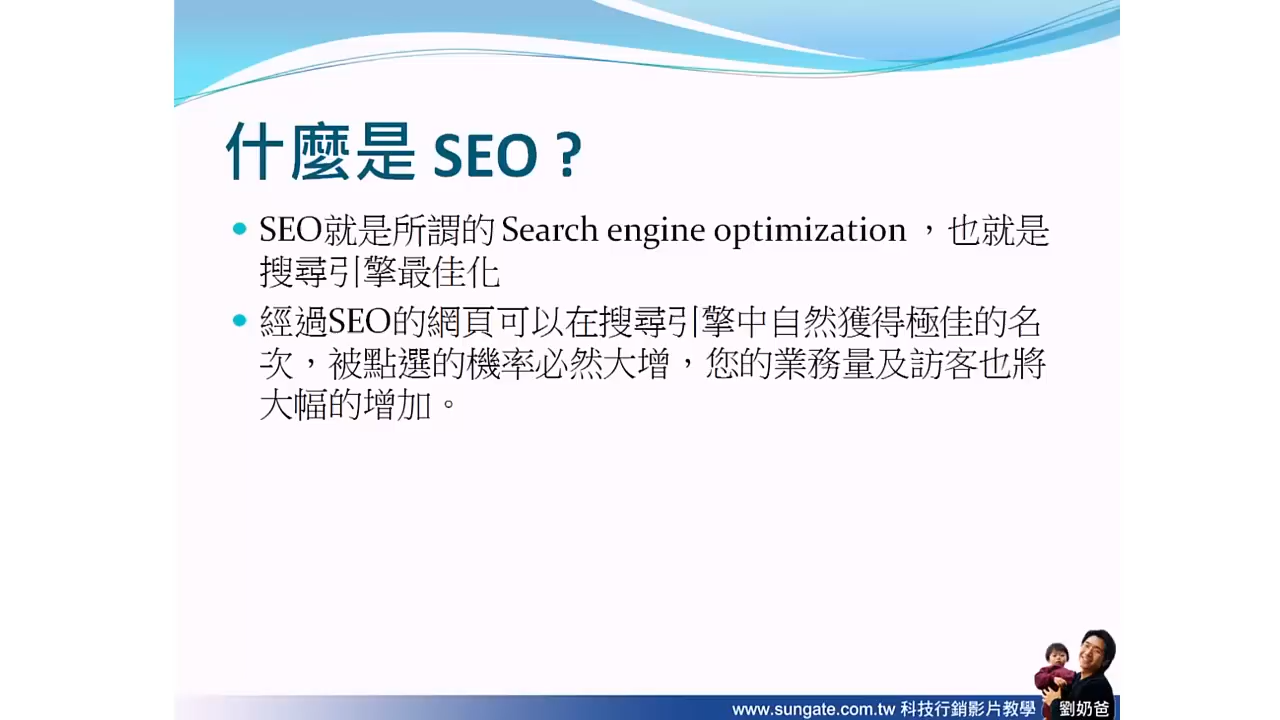 什麼是 SEO？
SEO就是所謂的 Search engine optimization ，也就是
搜尋引擎最佳化
經過SEO的網頁可以在搜尋引擎中自然獲得極佳的名
次，被點選的機率必然大增，您的業務量及訪客也將
大幅的增加。
www.sungate.com.tw 科技行銷影片教學
劉奶爸